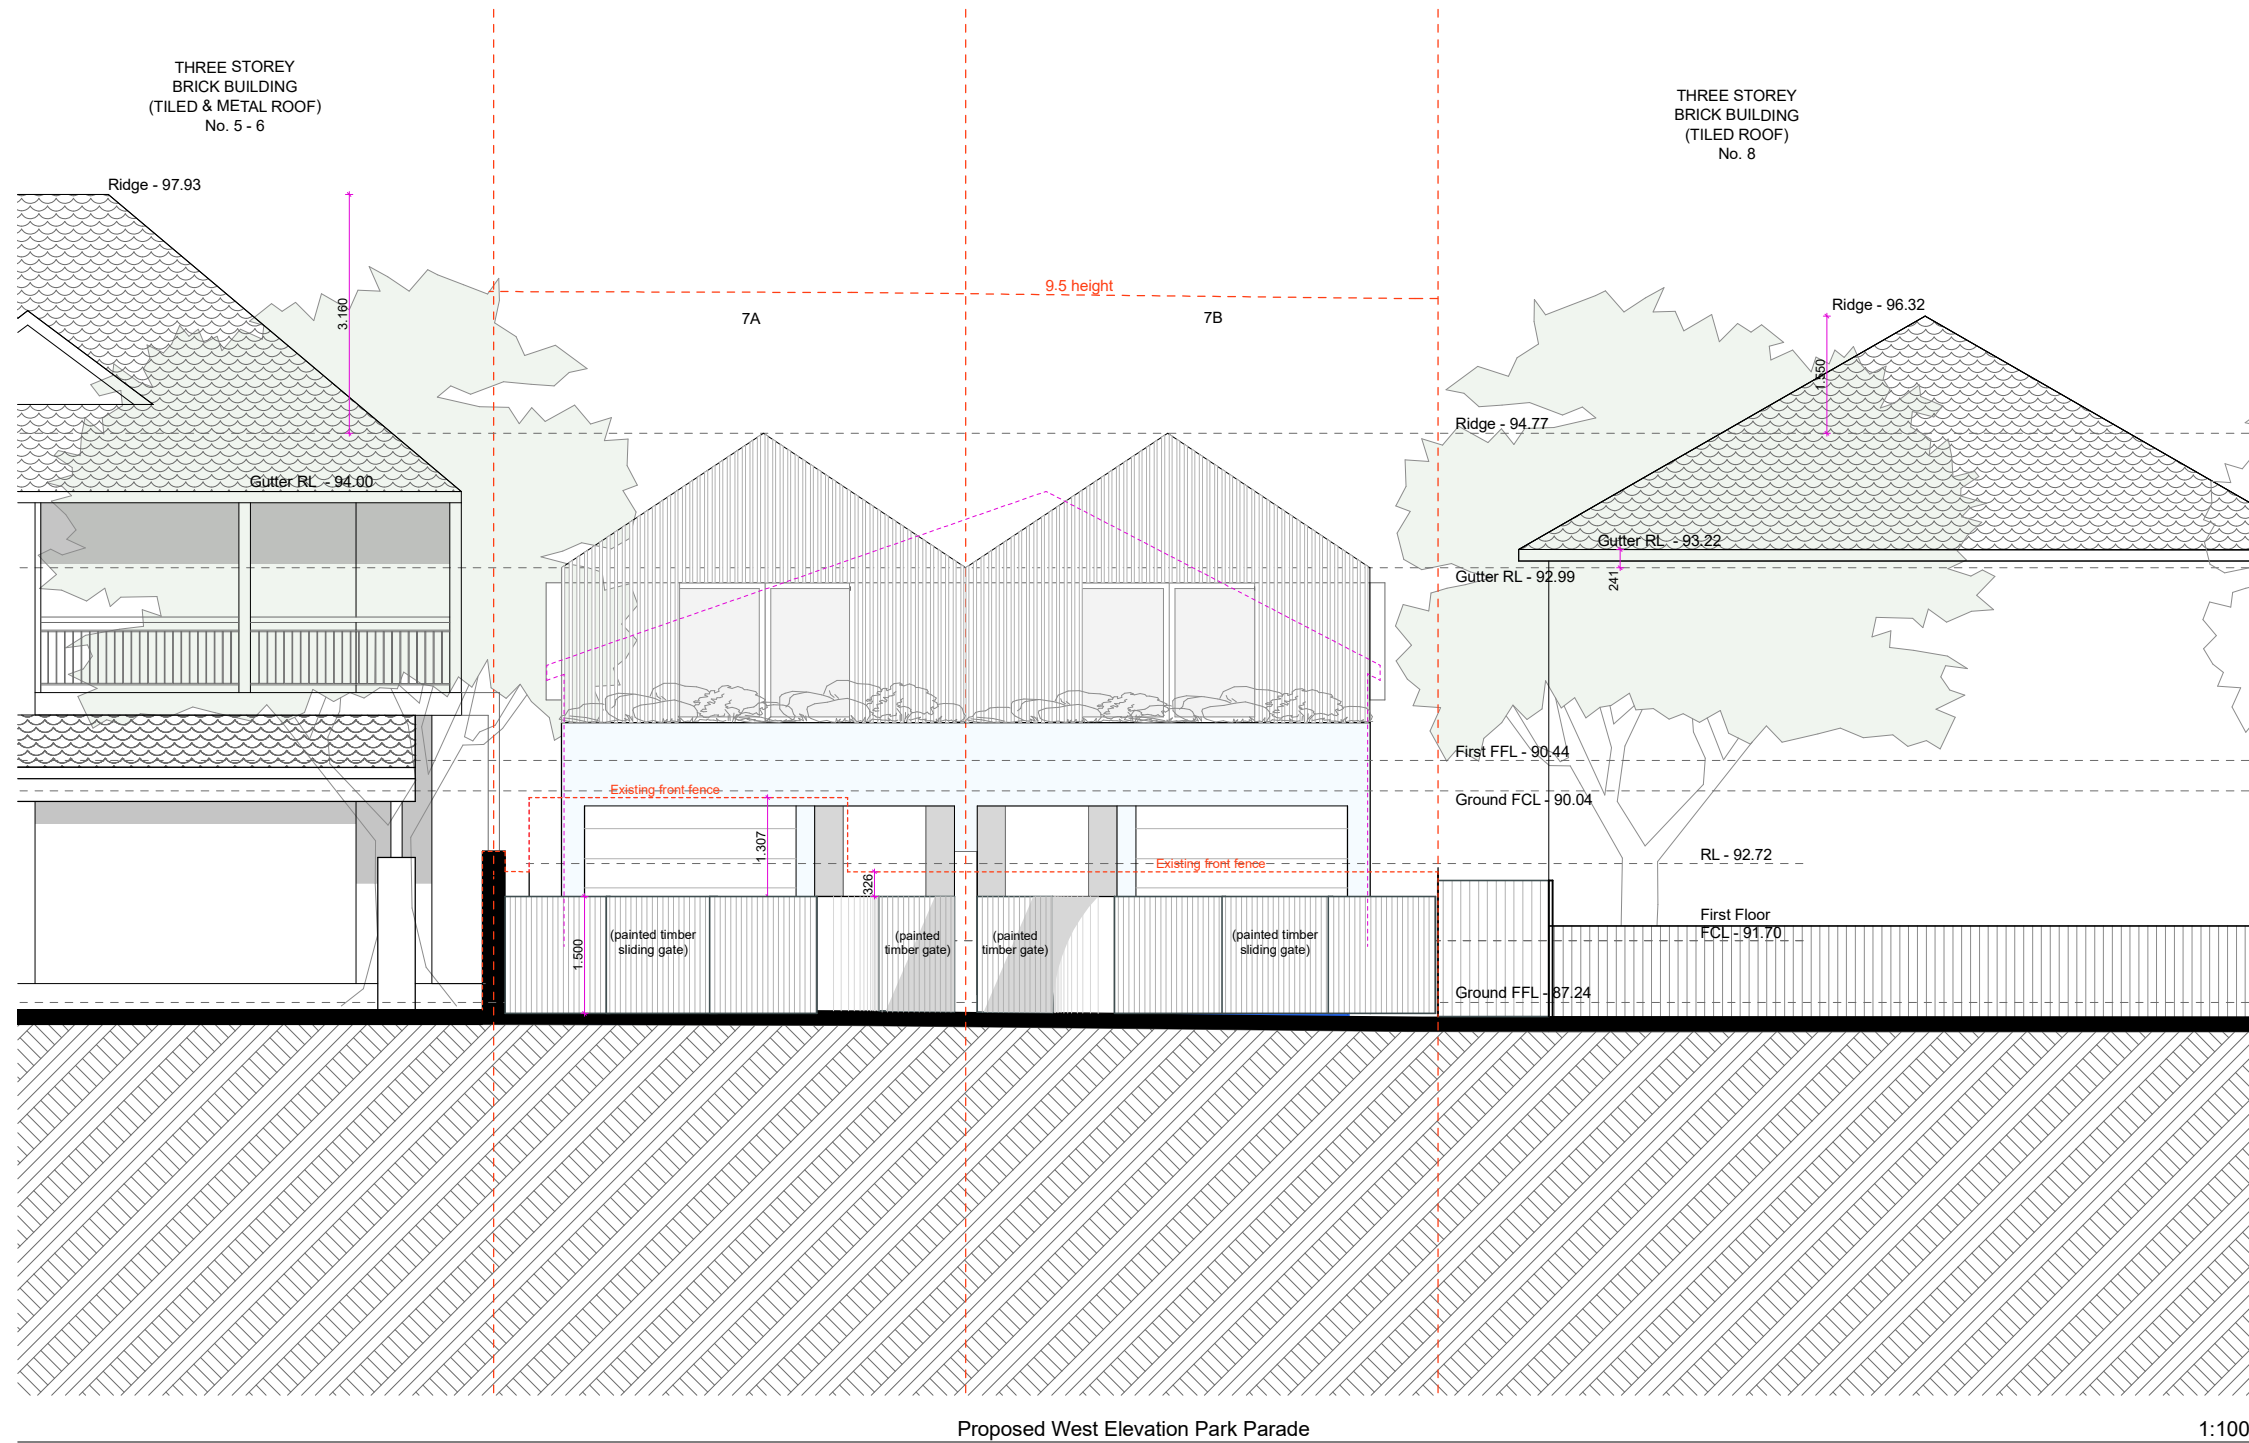 THREE STOREY
BRICK BUILDING
(TILED & METAL ROOF)
No. 5 - 6
THREE STOREY
BRICK BUILDING
(TILED ROOF)
No. 8
Ridge - 97.93
3.160
9.5 height
7A
7B
Ridge - 96.32
1.550
Ridge - 94.77
Gutter RL - 94.00
Gutter RL - 93.22
Gutter RL - 92.99
241
First FFL - 90.44
Existing front fence
Ground FCL - 90.04
1.307
RL - 92.72
Existing front fence
326
First Floor
FCL - 91.70
1.500
(painted timber
sliding gate)
(painted
timber gate)
(painted
timber gate)
(painted timber
sliding gate)
Ground FFL - 87.24
Proposed West Elevation Park Parade
1:100